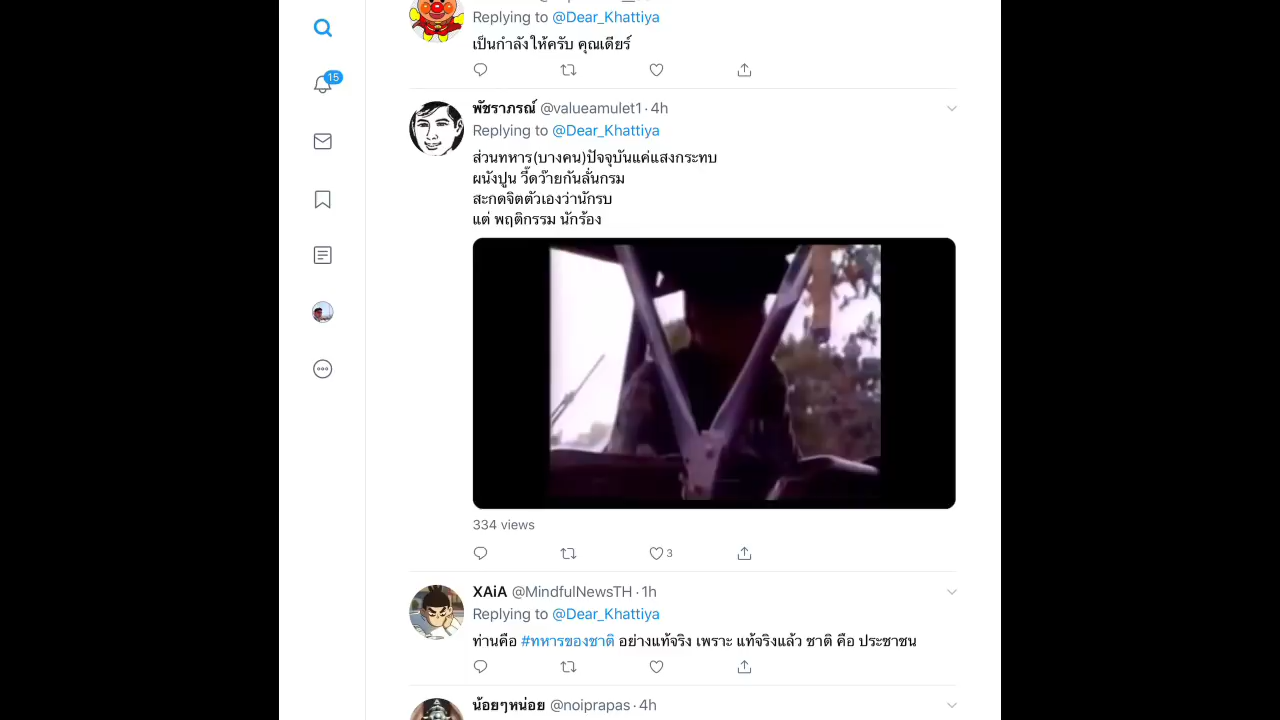 Replying to @Dear_Khattiya
เป็นกำลังให้ครับ คุณเดียร์
15
พัชราภรณ์ @valueamulet1 · 4h
Replying to @Dear_Khattiya
ส่วนทหาร(บางคน)ปัจจุบันแค่แสงกระทบ
ผนังปูน วี๊ดว๊ายกันลั่นกรม
สะกดจิตตัวเองว่านักรบ
แต่ พฤติกรรม นักร้อง
334 views
3
XAiA @MindfulNewsTH · 1h
Replying to @Dear_Khattiya
ท่านคือ #ทหารของชาติ อย่างแท้จริง เพราะ แท้จริงแล้ว ชาติ คือ ประชาชน
น้อยๆหน่อย @noiprapas · 4h